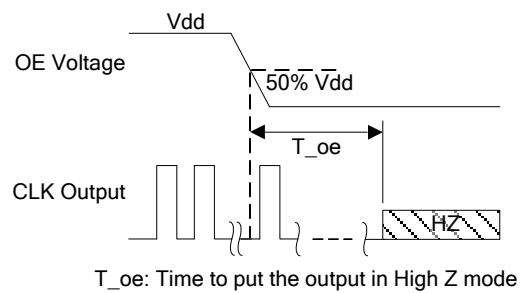 Vdd
OE Voltage
50% Vdd
T_oe
CLK Output
HZ
T_oe: Time to put the output in High Z mode